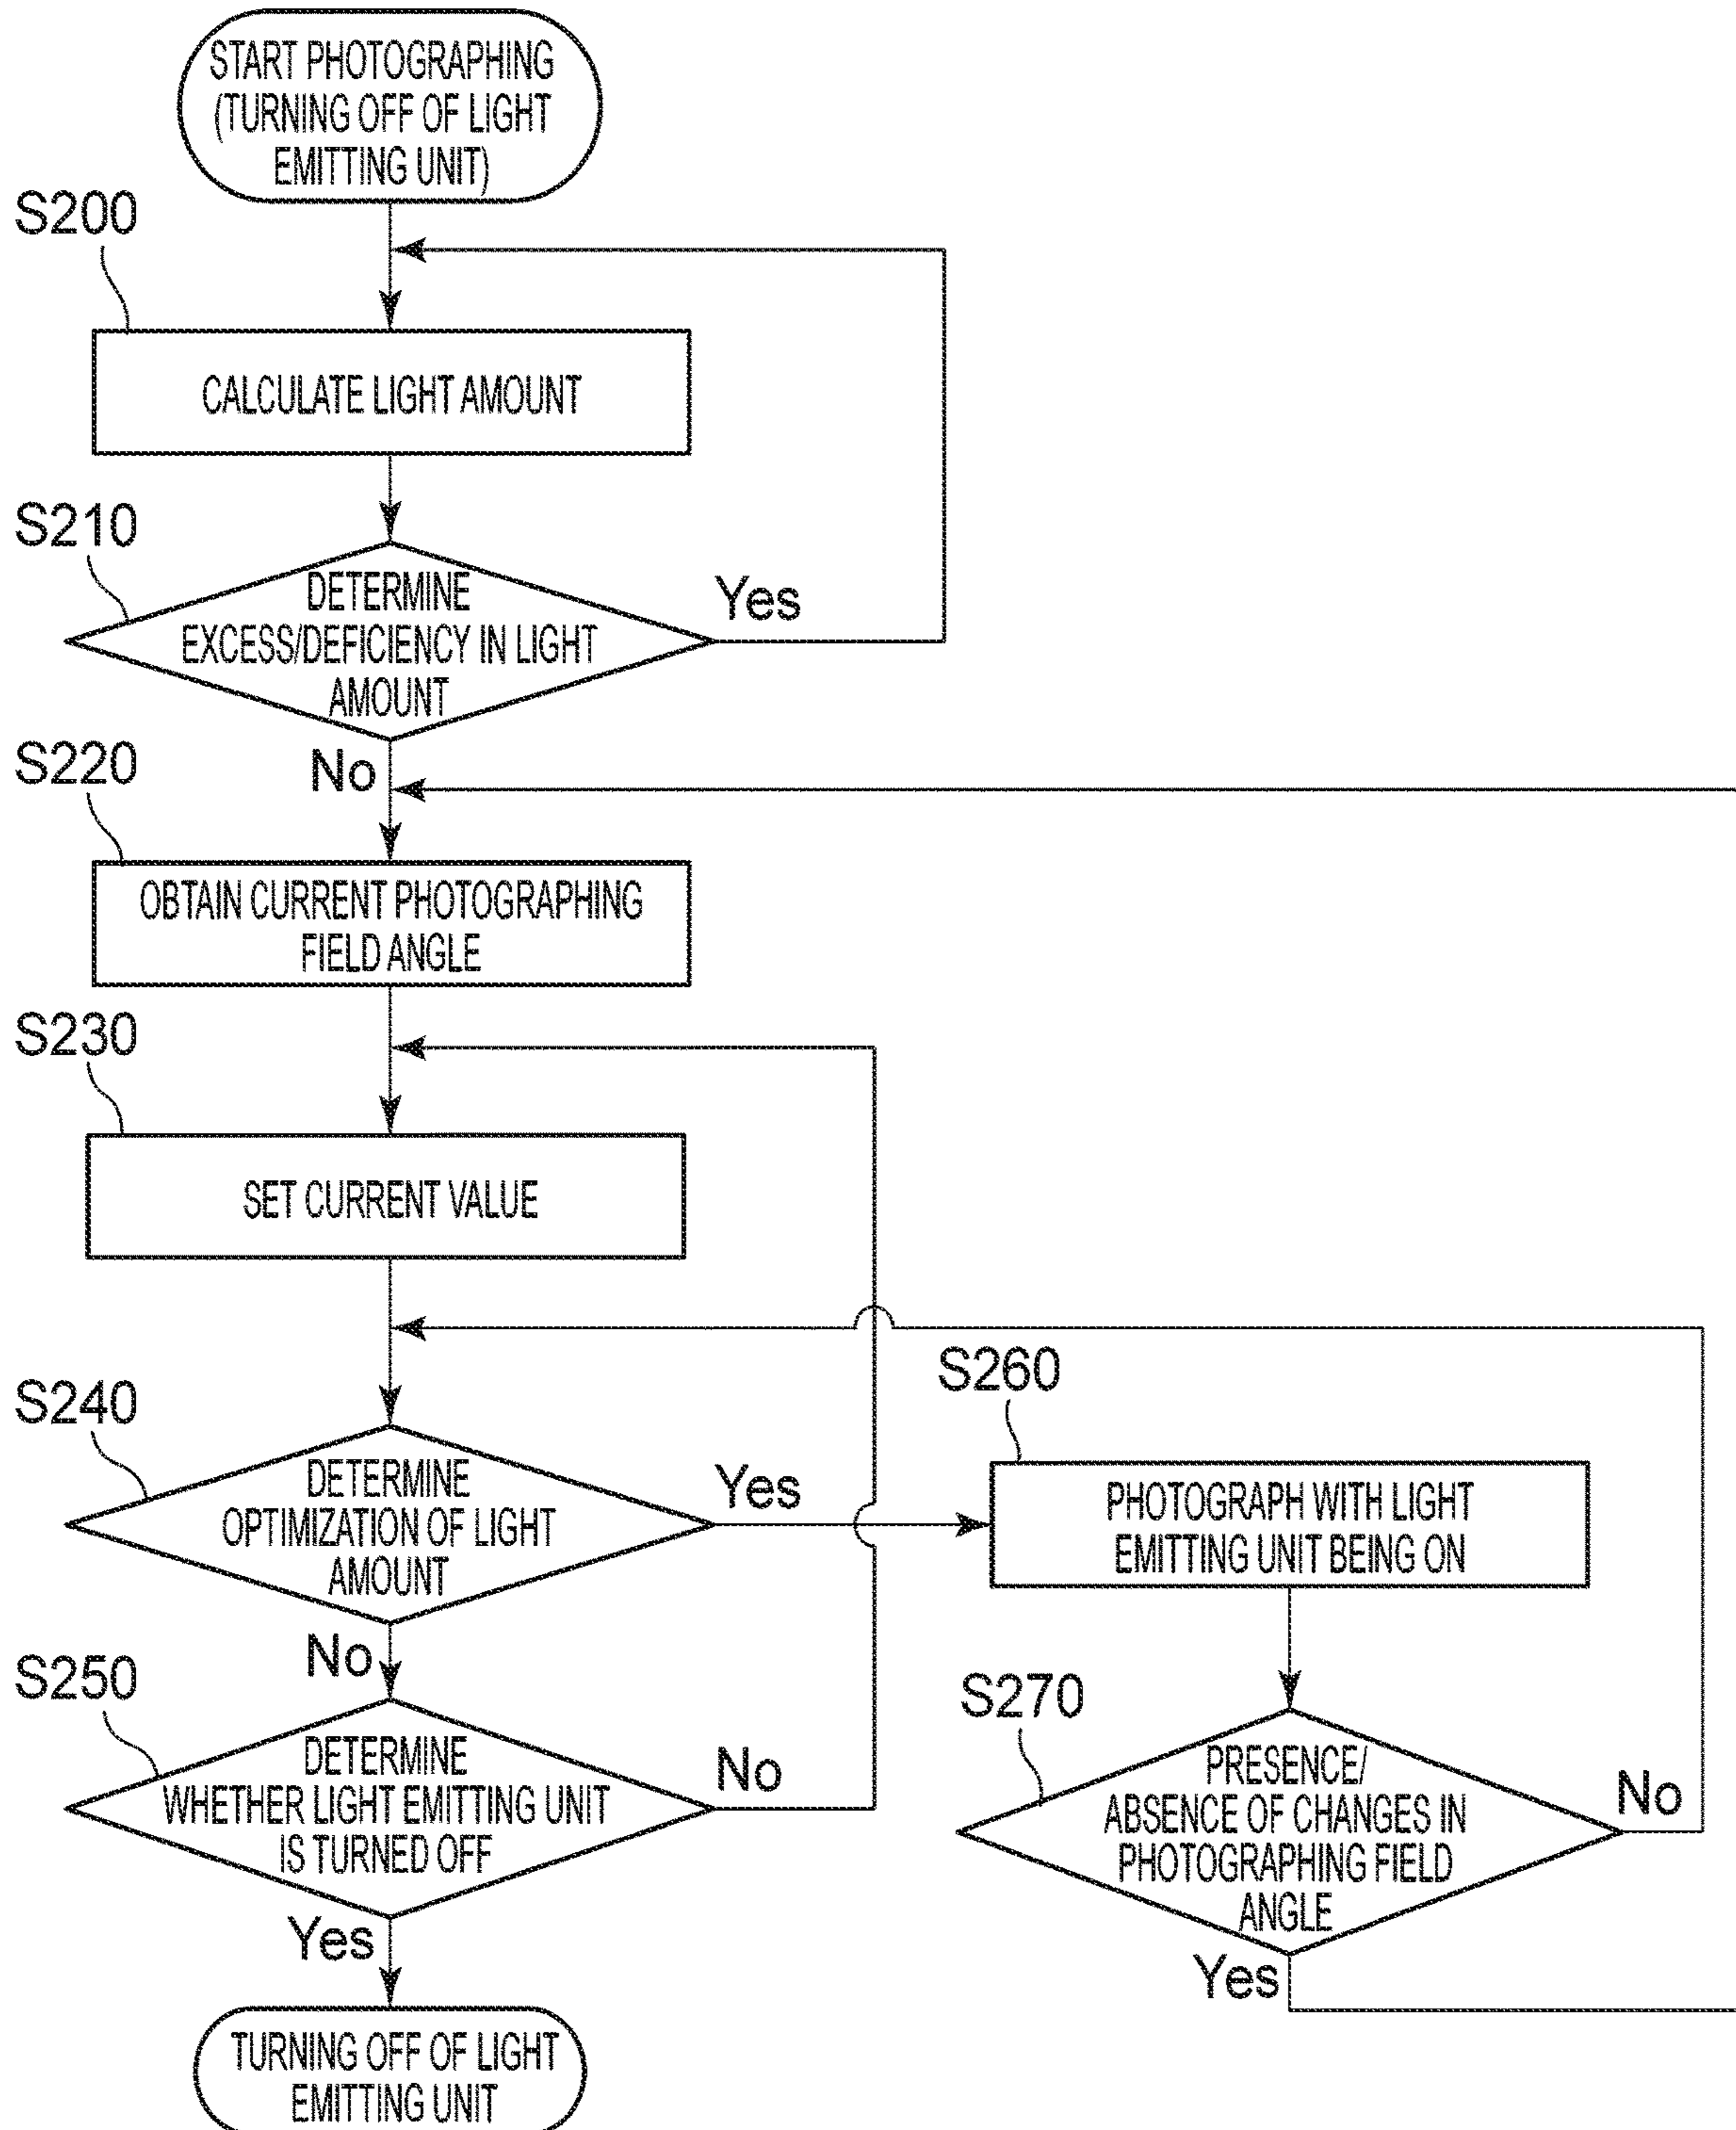 START PHOTOGRAPHING
(TURNING OFF OF LIGHT
EMITTING UNIT)
S200
CALCULATE LIGHT AMOUNT
S210
DETERMINE
EXCESS/DEFICIENCY IN LIGHT
AMOUNT
Yes
No
S220
OBTAIN CURRENT PHOTOGRAPHING
FIELD ANGLE
S230
SET CURRENT VALUE
S240
DETERMINE
OPTIMIZATION OF LIGHT
AMOUNT
Yes
No
S260
PHOTOGRAPH WITH LIGHT
EMITTING UNIT BEING ON
S250
DETERMINE
WHETHER LIGHT EMITTING UNIT
IS TURNED OFF
No
Yes
S270
PRESENCE/
ABSENCE OF CHANGES IN
PHOTOGRAPHING FIELD
ANGLE
No
Yes
TURNING OFF OF LIGHT
EMITTING UNIT